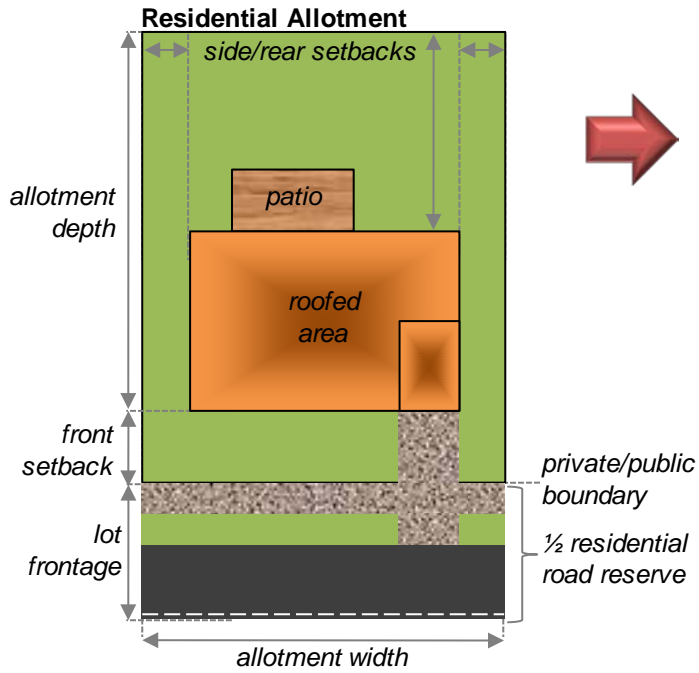 Residential Allotment
side/rear setbacks
allotment
depth
patio
roofed
area
front
setback
private/public
boundary
lot
frontage
½ residential
road reserve
allotment width